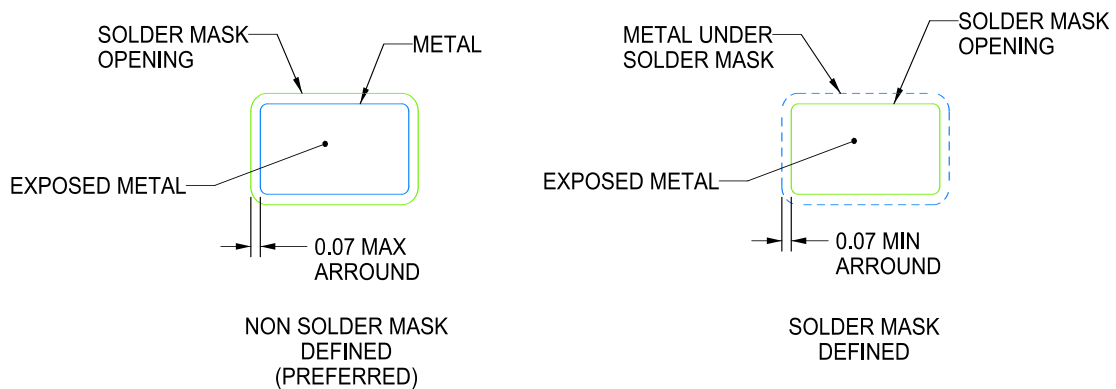 SOLDER MASK
OPENING
METAL
EXPOSED METAL
0.07 MAX
ARROUND
NON SOLDER MASK
DEFINED
(PREFERRED)
METAL UNDER
SOLDER MASK
SOLDER MASK
OPENING
EXPOSED METAL
0.07 MIN
ARROUND
SOLDER MASK
DEFINED